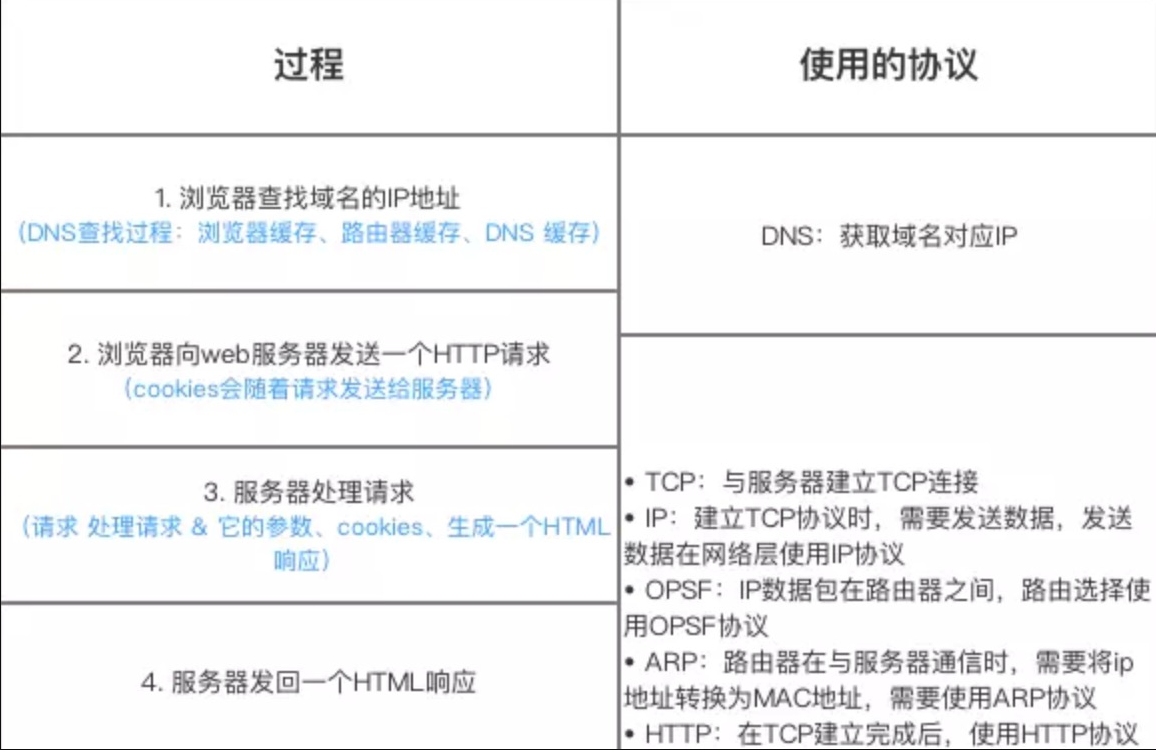 过程
使用的协议
1. 浏览器查找域名的IP地址
（DNS查找过程：浏览器缓存、路由器缓存、DNS 缓存）
DNS：获取域名对应IP
2. 浏览器向web服务器发送一个HTTP请求
（cookies会随着请求发送给服务器）
3. 服务器处理请求
（请求 处理请求 & 它的参数、cookies、生成一个HTML
响应）
4. 服务器发回一个HTML响应
• TCP：与服务器建立TCP连接
• IP：建立TCP协议时，需要发送数据，发送
数据在网络层使用IP协议
• OPSF：IP数据包在路由器之间，路由选择使
用OPSF协议
• ARP：路由器在与服务器通信时，需要将ip
地址转换为MAC地址，需要使用ARP协议
• HTTP：在TCP建立完成后，使用HTTP协议